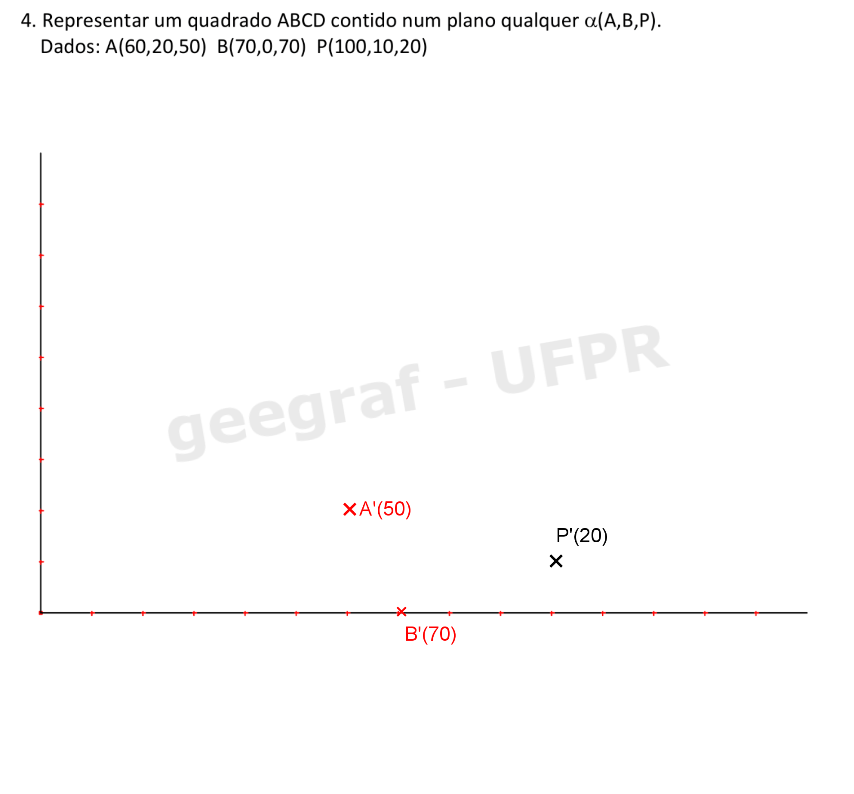 4. Representar um quadrado ABCD contido num plano qualquer α(A,B,P).
Dados: A(60,20,50) B(70,0,70) P(100,10,20)
geegraf - UFPR
A'(50)
P'(20)
B'(70)